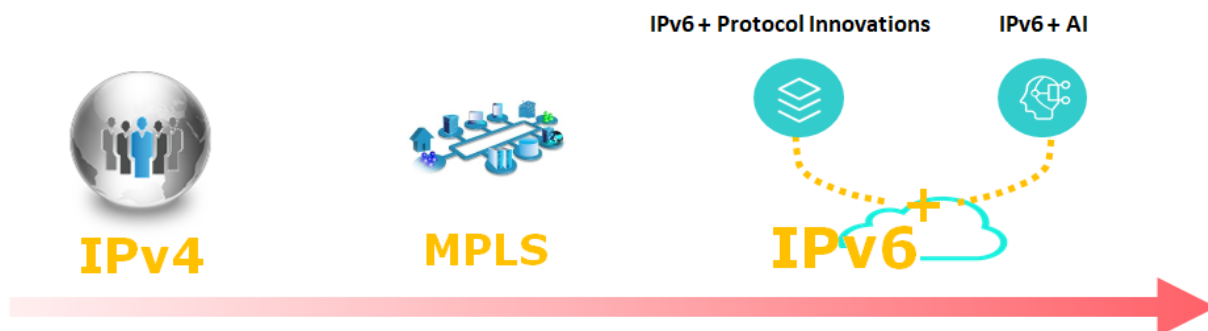 IPv6 + Protocol Innovations
IPv6 + AI
IPv4
MPLS
IPv6+